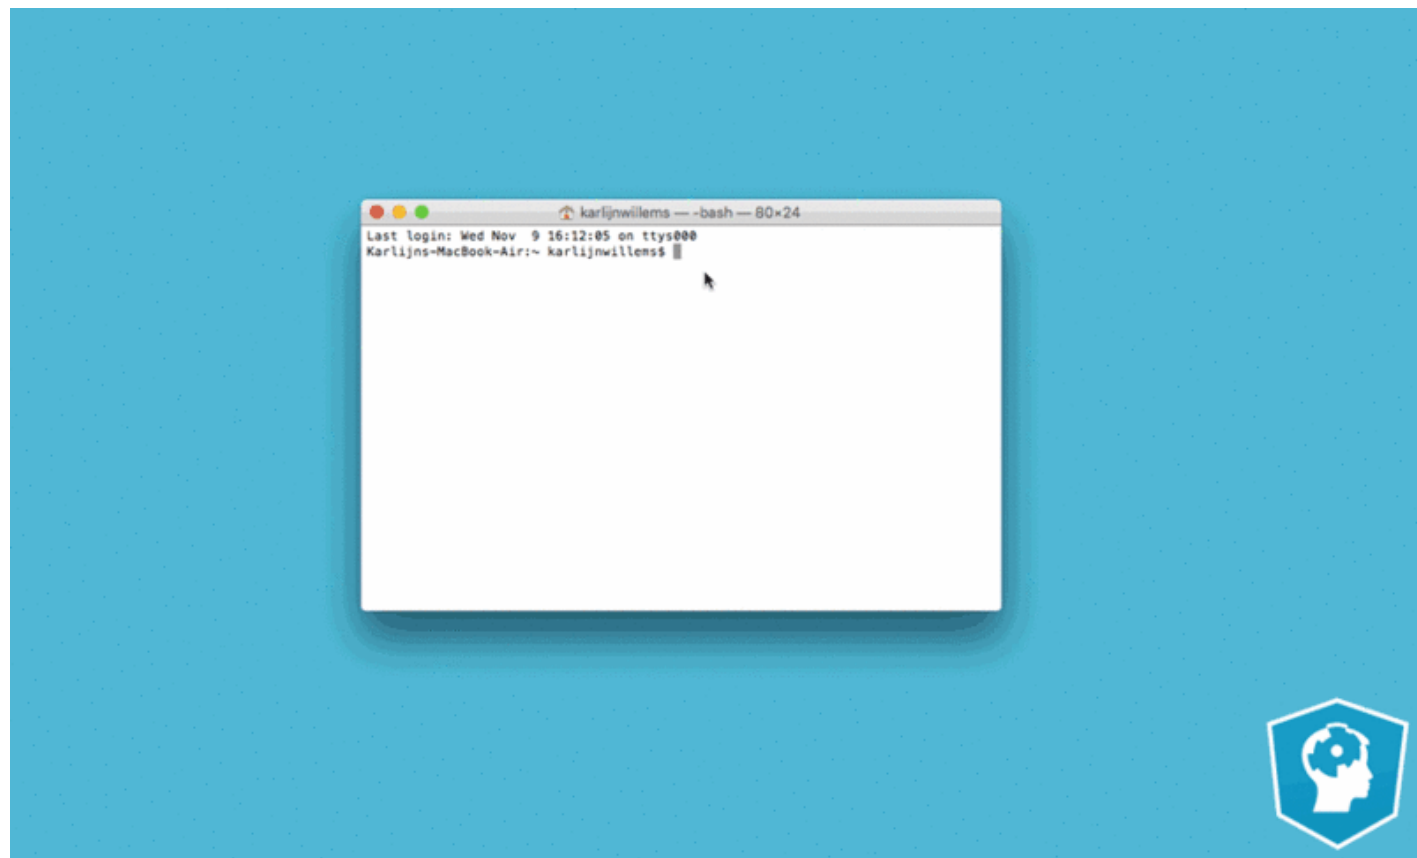 karlijnwillems — -bash — 80×24
Last login: Wed Nov  9 16:12:05 on ttys000
Karlijns-MacBook-Air:~ karlijnwillems$